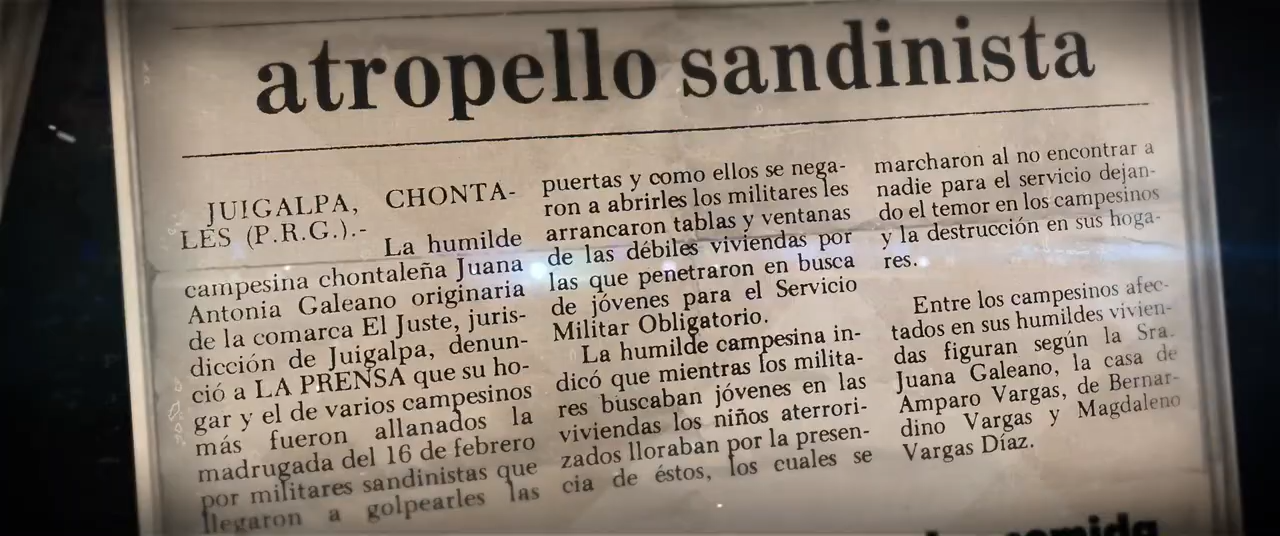 atropello sandinista
JUIGALPA, CHONTA-
LES (P.R.G.).-
La humilde
campesina chontaleña Juana
Antonia Galeano originaria
de la comarca El Juste, juris-
dicción de Juigalpa, denun-
ció a LA PRENSA que su ho-
gar y el de varios campesinos
más fueron allanados la
madrugada del 16 de febrero
por militares sandinistas que
llegaron a golpearles las
puertas y como ellos se nega-
ron a abrirles los militares les
arrancaron tablas y ventanas
de las débiles viviendas por
las que penetraron en busca
de jóvenes para el Servicio
Militar Obligatorio.
La humilde campesina in-
dicó que mientras los milita-
res buscaban jóvenes en las
viviendas los niños aterrori-
zados lloraban por la presen-
cia de éstos, los cuales se
marcharon al no encontrar a
nadie para el servicio dejan-
do el temor en los campesinos
y la destrucción en sus hoga-
res.
Entre los campesinos afec-
tados en sus humildes vivien-
das figuran según la Sra.
Juana Galeano, la casa de
Amparo Vargas, de Bernar-
dino Vargas y Magdaleno
Vargas Díaz.
comida